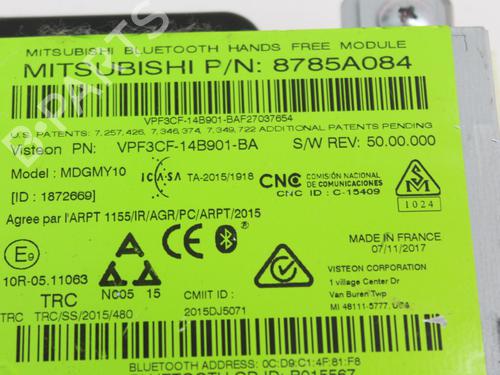 MITSUBISHI BLUETOOTH HANDS FREE MODULE
MITSUBISHI P/N: 8785A084
VPF3CF-14B901-BAF27037654
U.S. PATENTS: 7,257,426 7,346,374, 7,349,722 ADDITIONAL PATENTS PENDING
Visteon PN: VPF3CF-14B901-BA S/W REV: 50.00.000
Model : MDGMY10
ICASA TA-2015/1918
CNC COMISIÓN NACIONAL DE COMUNICACIONES
CNC ID : C-15409
[ID : 1872669]
1024
Agree par l'ARPT 1155/IR/AGR/PC/ARPT/2015
CE
MADE IN FRANCE
07/11/2017
E9
10R-05.11063
NC05 15
VISTEON CORPORATION
1 village Center Dr
Van Buren Twp
MI 48111-5777, USA
TRC
CMIIT ID:
TRC TRC/SS/2015/480
2015DJ5071
BLUETOOTH ADDRESS: 0C:D9:C1:4F:81:F8
B015567